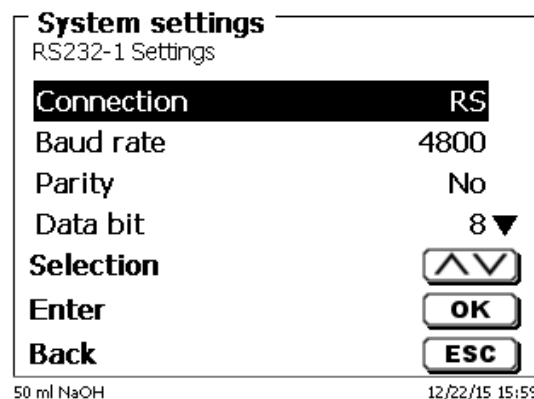 System settings
RS232-1 Settings
Connection RS
Baud rate 4800
Parity No
Data bit 8
Selection
Enter OK
Back ESC
50 ml NaOH 12/22/15 15:59